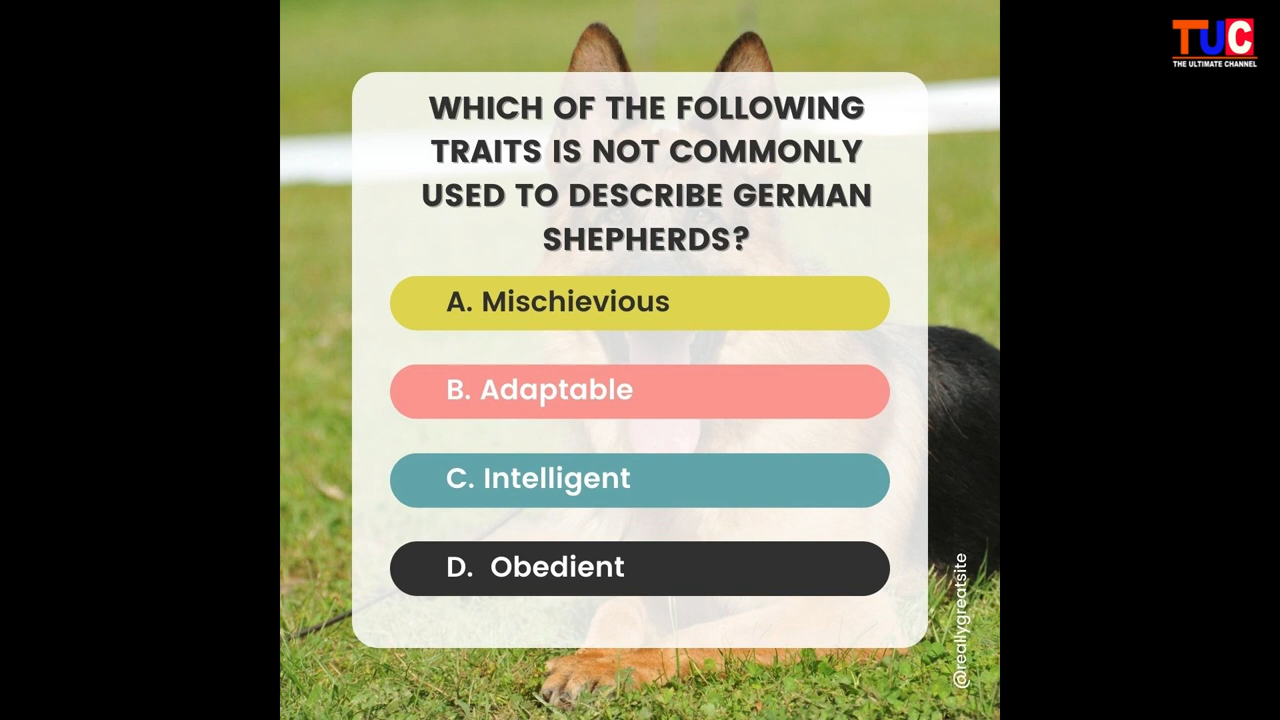 TUC
THE ULTIMATE CHANNEL
WHICH OF THE FOLLOWING
TRAITS IS NOT COMMONLY
USED TO DESCRIBE GERMAN
SHEPHERDS?
A. Mischievious
B. Adaptable
C. Intelligent
D. Obedient
@reallygreatsite